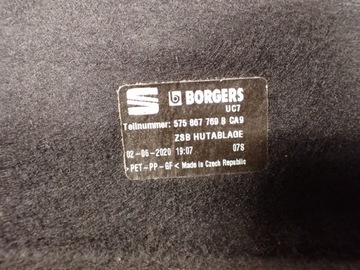 BORGERS
UC7
Teilnummer: 575 867 769 B CA9
ZSB HUTABLAGE
02-06-2020 19:07 07S
>PET-PP-GF< Made in Czech Republic